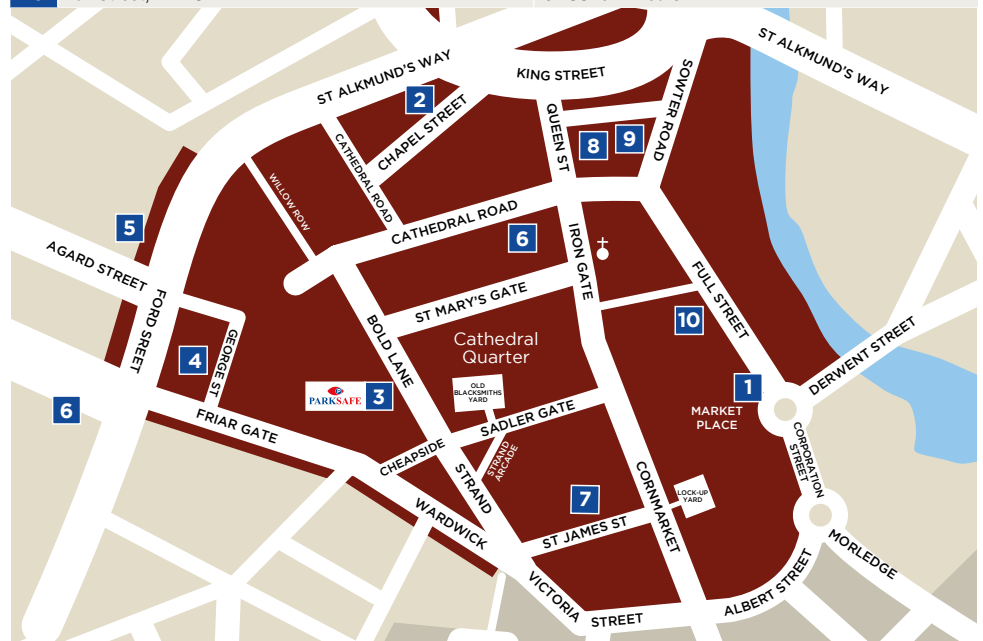 ST ALKMUND'S WAY
KING STREET
ST ALKMUND'S WAY
SOWTER ROAD
2
CHAPEL STREET
QUEEN ST
8
9
CATHEDRAL ROAD
WILLOW ROW
CATHEDRAL ROAD
5
6
IRON GATE
AGARD STREET
FORD SREET
ST MARY'S GATE
FULL STREET
10
BOLD LANE
Cathedral
Quarter
GEORGE ST
4
DERWENT STREET
PARKSAFE
3
OLD
BLACKSMITHS
YARD
1
MARKET
PLACE
6
FRIAR GATE
SADLER GATE
CHEAPSIDE
STRAND
ARCADE
CORPORATION
STREET
STRAND
7
CORNMARKET
LOCK-UP
YARD
WARDWICK
ST JAMES ST
MORLEDGE
VICTORIA
STREET
ALBERT STREET